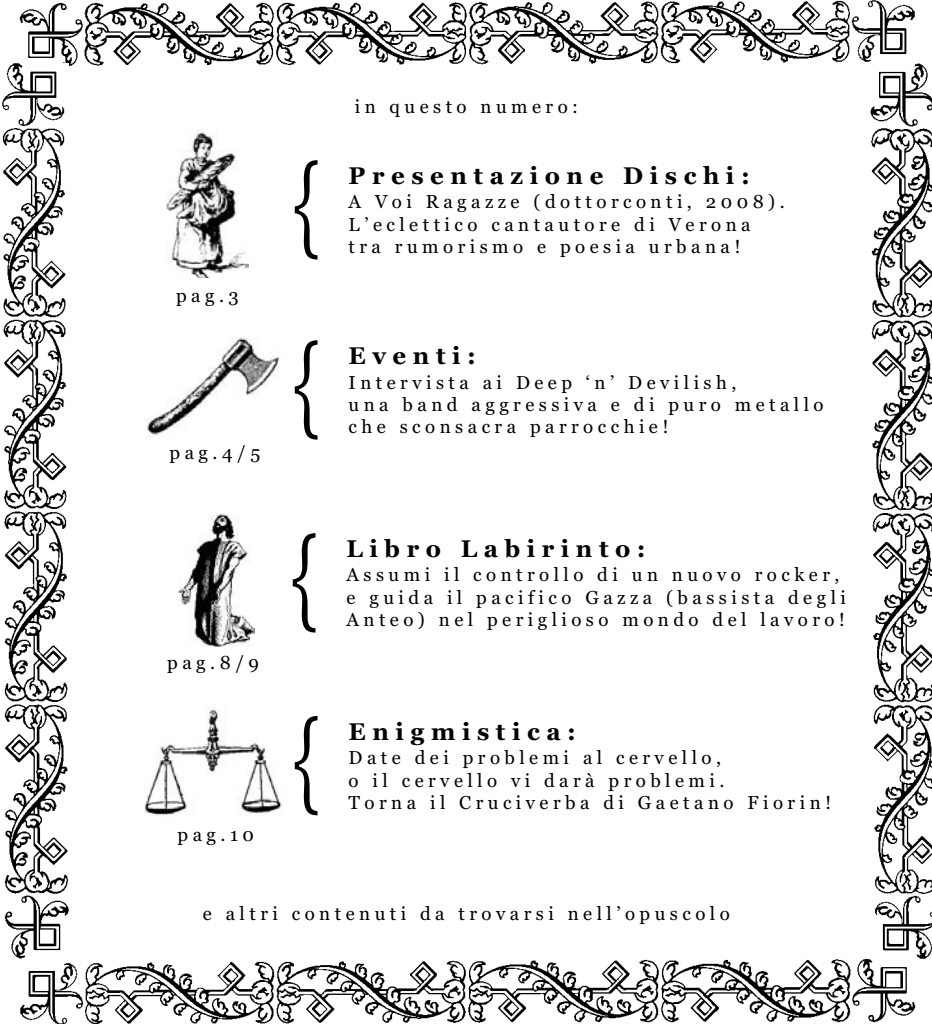 in questo numero:
Presentazione Dischi:
A Voi Ragazze (dottorconti, 2008).
L'eclettico cantautore di Verona
tra rumorismo e poesia urbana!
pag.3
Eventi:
Intervista ai Deep ‘n’ Devilish,
una band aggressiva e di puro metallo
che sconsacra parrocchie!
pag.4/5
Libro Labirinto:
Assumi il controllo di un nuovo rocker,
e guida il pacifico Gazza (bassista degli
Anteo) nel periglioso mondo del lavoro!
pag.8/9
Enigmistica:
Date dei problemi al cervello,
o il cervello vi darà problemi.
Torna il Cruciverba di Gaetano Fiorin!
pag.10
e altri contenuti da trovarsi nell'opuscolo